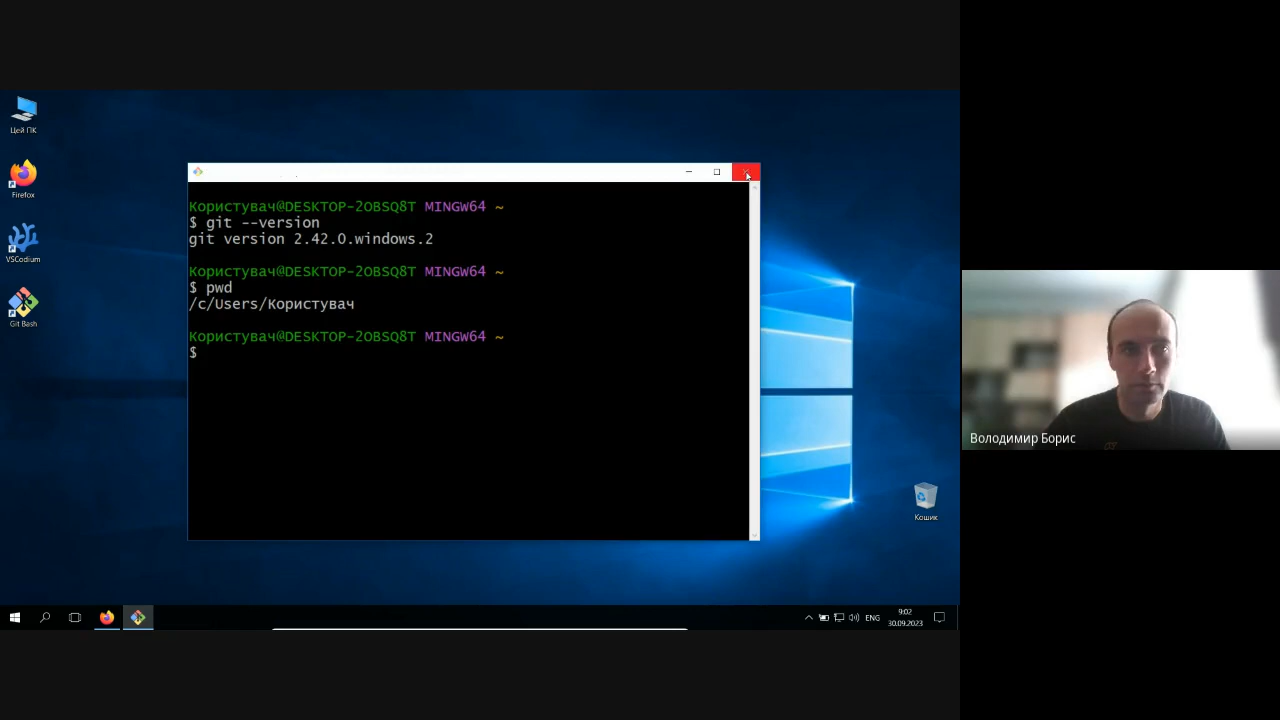 Цей ПК
Firefox
VSCodium
Git Bash
Користувач@DESKTOP-2OBSQ8T MINGW64 ~
$ git --version
git version 2.42.0.windows.2
Користувач@DESKTOP-2OBSQ8T MINGW64 ~
$ pwd
/c/Users/Користувач
Користувач@DESKTOP-2OBSQ8T MINGW64 ~
$
Кошик
ENG
9:02
30.09.2023
Володимир Борис